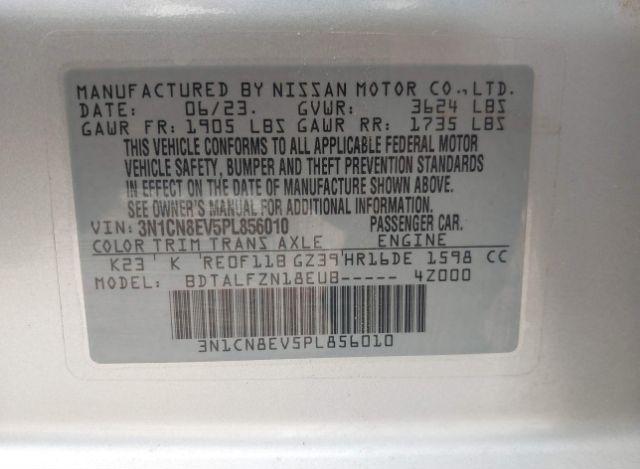 MANUFACTURED BY NISSAN MOTOR CO.,LTD.
DATE: 06/23. GVWR: 3624 LBS
GAWR FR: 1905 LBS GAWR RR: 1735 LBS
THIS VEHICLE CONFORMS TO ALL APPLICABLE FEDERAL MOTOR
VEHICLE SAFETY, BUMPER AND THEFT PREVENTION STANDARDS
IN EFFECT ON THE DATE OF MANUFACTURE SHOWN ABOVE.
SEE OWNER'S MANUAL FOR ADDITIONAL INFORMATION.
VIN: 3N1CN8EV5PL856010 PASSENGER CAR.
COLOR TRIM TRANS AXLE ENGINE
K23 K RE0F11B GZ39 HR16DE 1598 CC
MODEL: BDTALFZN18EUB----- 4Z000
3N1CN8EV5PL856010